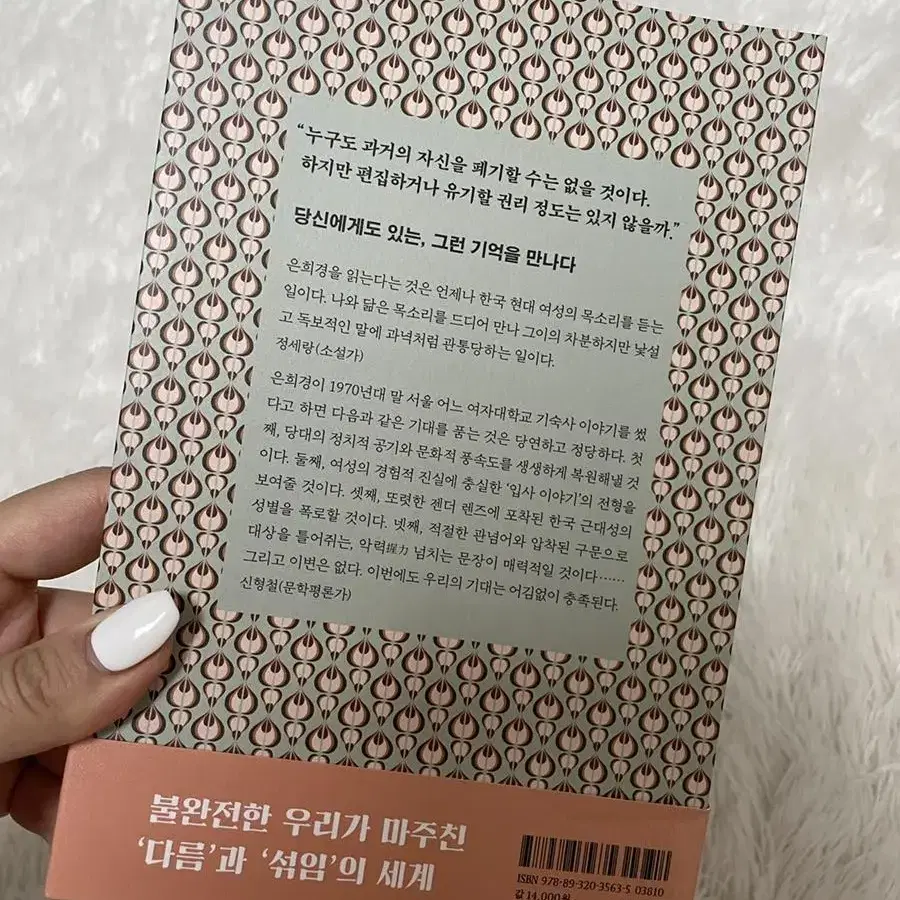 “누구도 과거의 자신을 폐기할 수는 없을 것이다.
하지만 편집하거나 유기할 권리 정도는 있지 않을까.”
당신에게도 있는, 그런 기억을 만나다
은희경을 읽는다는 것은 언제나 한국 현대 여성의 목소리를 듣는
일이다. 나와 닮은 목소리를 드디어 만나 그이의 차분하지만 낯설
고 독보적인 말에 과녁처럼 관통당하는 일이다.
정세랑(소설가)
은희경이 1970년대 말 서울 어느 여자대학교 기숙사 이야기를 썼
다고 하면 다음과 같은 기대를 품는 것은 당연하고 정당하다. 첫
째, 당대의 정치적 공기와 문화적 풍속도를 생생하게 복원해낼 것
이다. 둘째, 여성의 경험적 진실에 충실한 ‘입사 이야기’의 전형을
보여줄 것이다. 셋째, 또렷한 젠더 렌즈에 포착된 한국 근대성의
성별을 폭로할 것이다. 넷째, 적절한 관념어와 압착된 구문으로
대상을 틀어쥐는, 악력握力 넘치는 문장이 매력적일 것이다……
그리고 이변은 없다. 이번에도 우리의 기대는 어김없이 충족된다.
신형철(문학평론가)
불완전한 우리가 마주친
‘다름’과 ‘섞임’의 세계
ISBN 978-89-320-3563-5 03810
값 14,000원